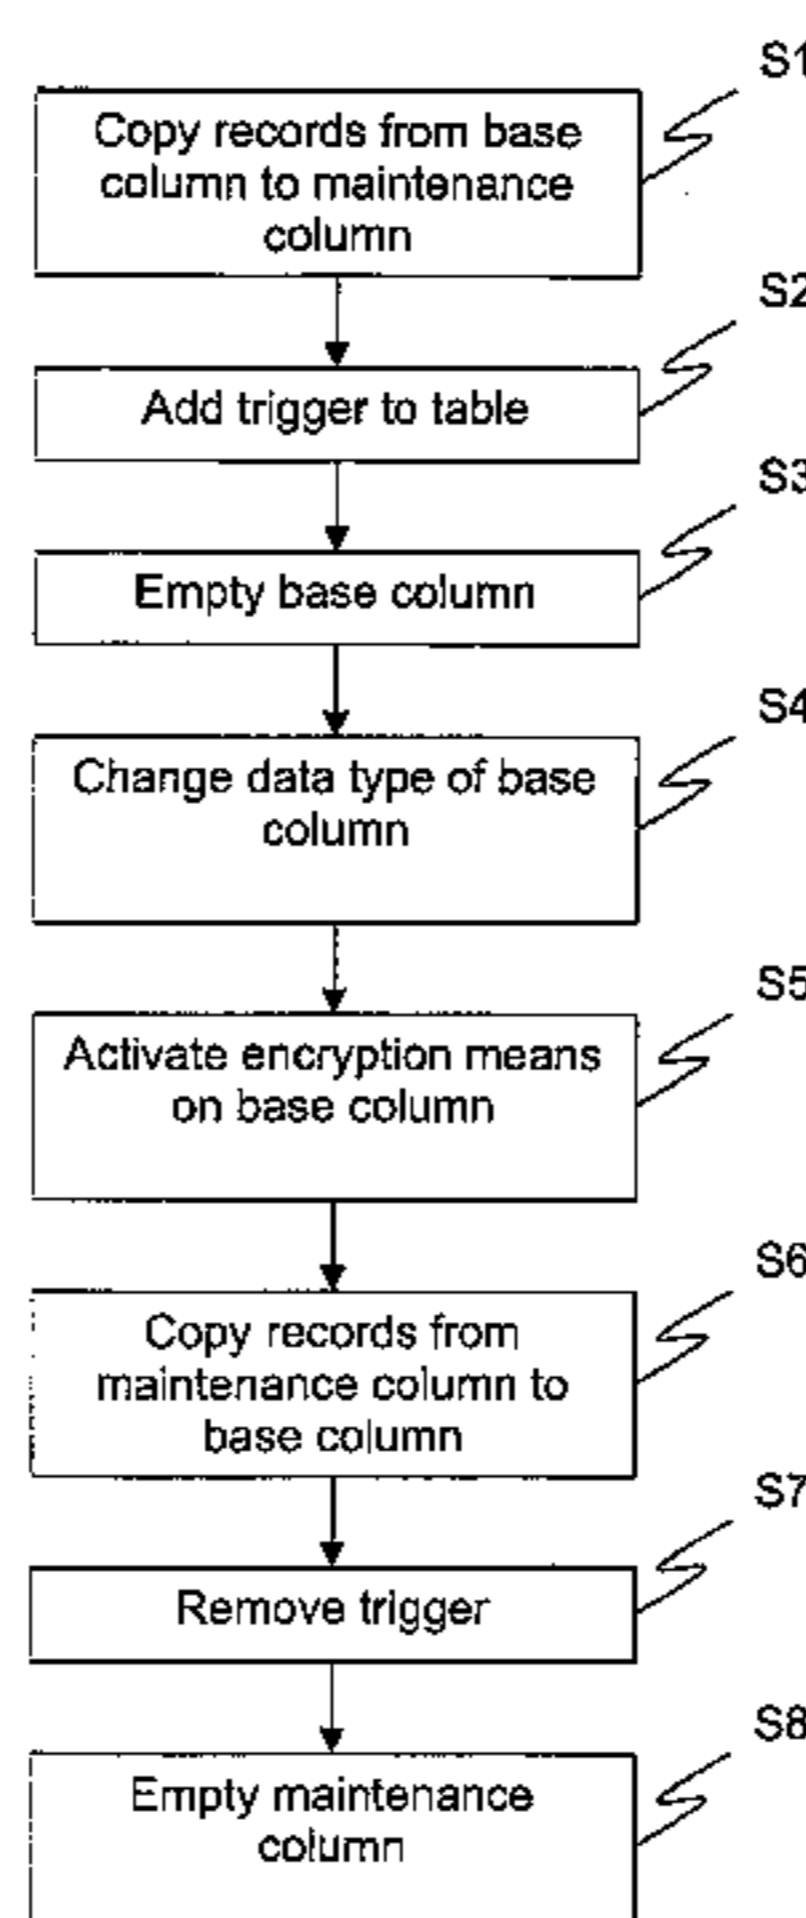 S1
Copy records from base
column to maintenance
column
S2
Add trigger to table
S3
Empty base column
S4
Change data type of base
column
S5
Activate encryption means
on base column
S6
Copy records from
maintenance column to
base column
S7
Remove trigger
S8
Empty maintenance
column